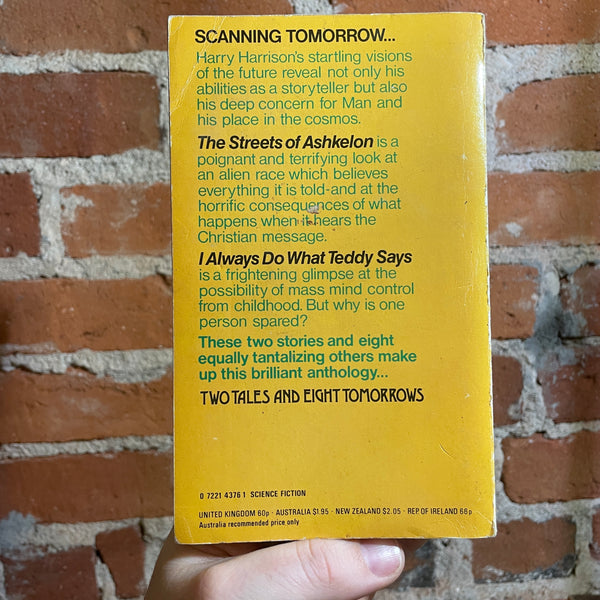 SCANNING TOMORROW...
Harry Harrison's startling visions
of the future reveal not only his
abilities as a storyteller but also
his deep concern for Man and
his place in the cosmos.
The Streets of Ashkelon is a
poignant and terrifying look at
an alien race which believes
everything it is told-and at the
horrific consequences of what
happens when it hears the
Christian message.
I Always Do What Teddy Says
is a frightening glimpse at the
possibility of mass mind control
from childhood. But why is one
person spared?
These two stories and eight
equally tantalizing others make
up this brilliant anthology...
TWO TALES AND EIGHT TOMORROWS
0 7221 4376 1 SCIENCE FICTION
UNITED KINGDOM 60p · AUSTRALIA $1.95 · NEW ZEALAND $2.05 · REP. OF IRELAND 66p
Australia recommended price only